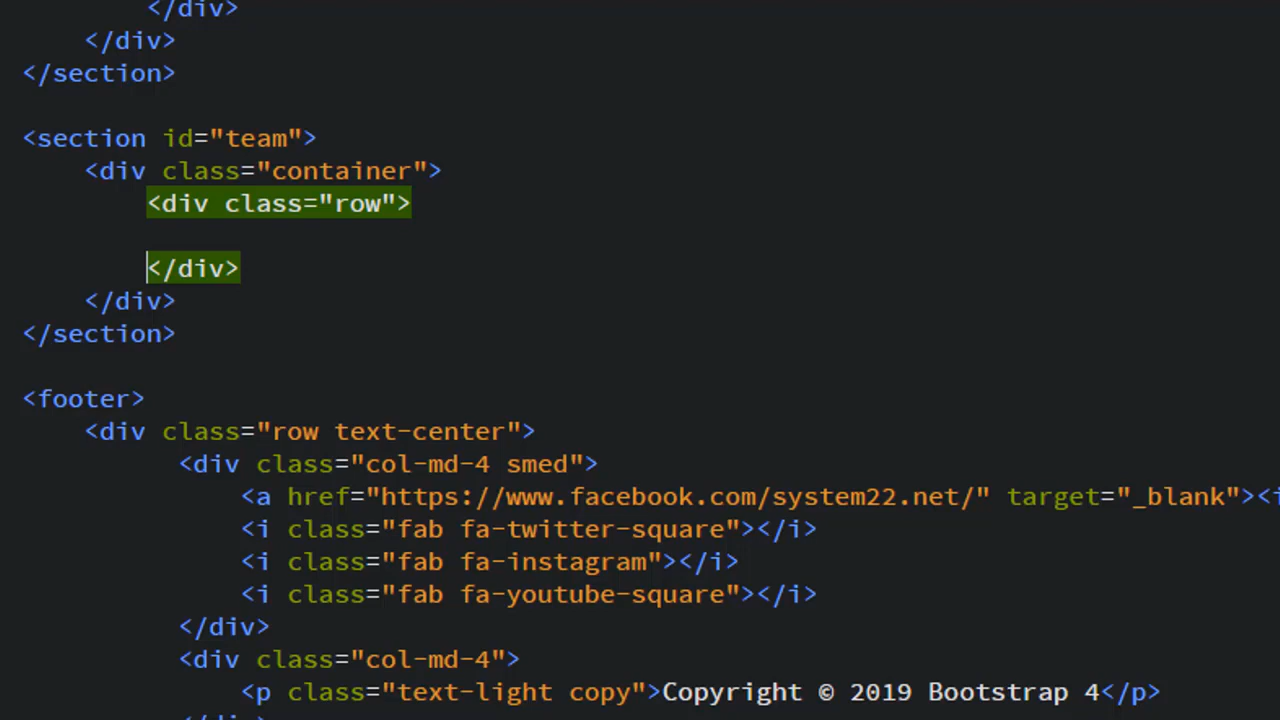 </div>
</div>
</section>
<section id="team">
<div class="container">
<div class="row">
</div>
</div>
</section>
<footer>
<div class="row text-center">
<div class="col-md-4 smed">
<a href="https://www.facebook.com/system22.net/" target="_blank"><i
<i class="fab fa-twitter-square"></i>
<i class="fab fa-instagram"></i>
<i class="fab fa-youtube-square"></i>
</div>
<div class="col-md-4">
<p class="text-light copy">Copyright © 2019 Bootstrap 4</p>
</div>